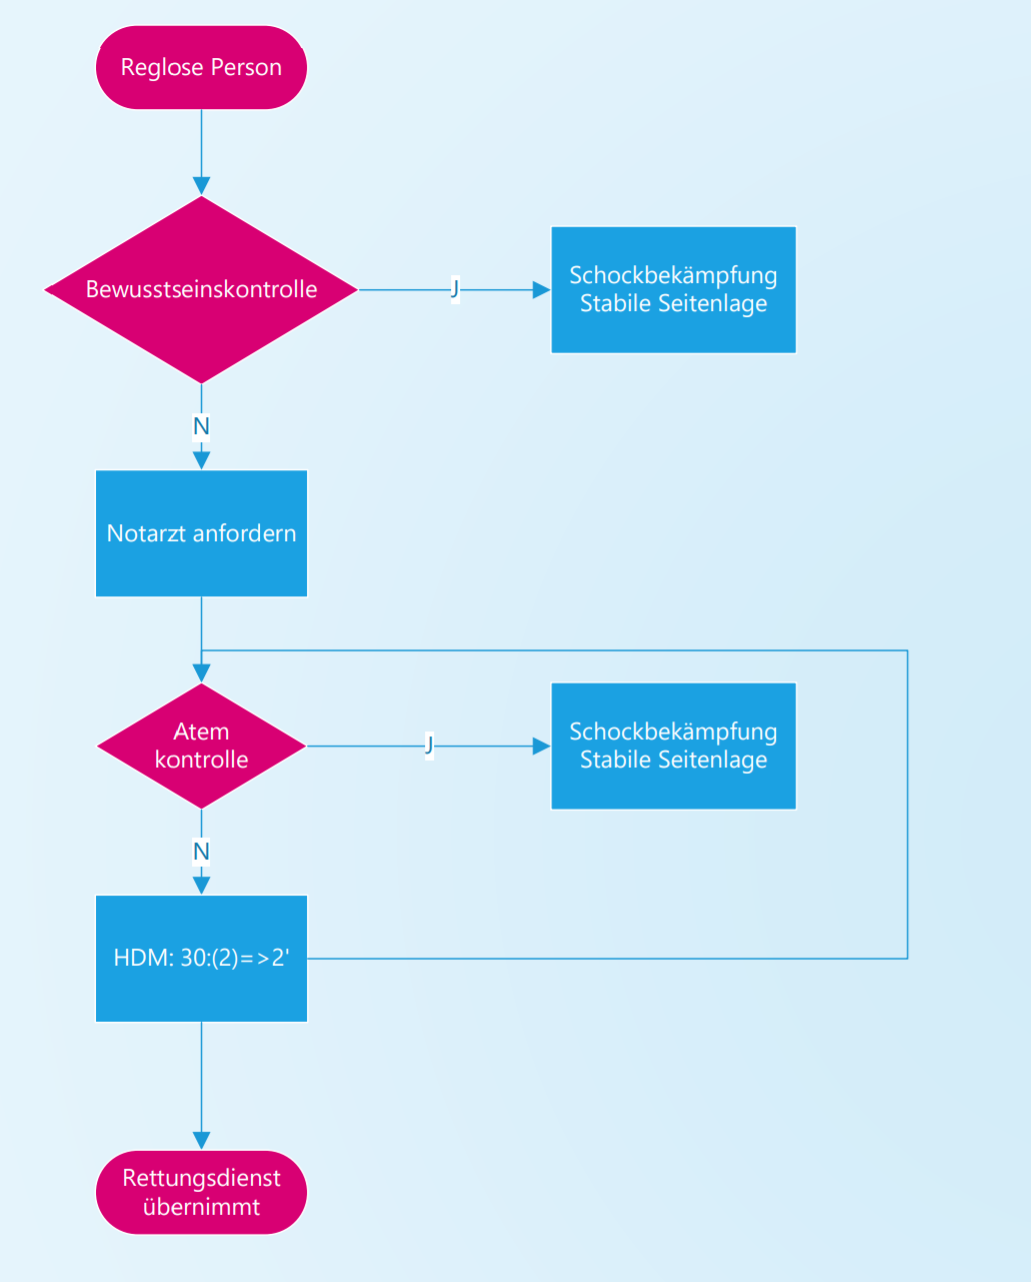 Reglose Person
Bewusstseinskontrolle
J
Schockbekämpfung
Stabile Seitenlage
N
Notarzt anfordern
Atem
kontrolle
J
Schockbekämpfung
Stabile Seitenlage
N
HDM: 30:(2)=>2'
Rettungsdienst
übernimmt